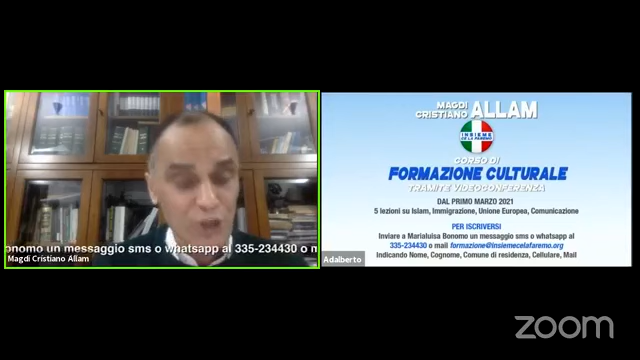 onomo un messaggio sms o whatsapp al 335-234430 o m
Magdi Cristiano Allam
MAGDI
CRISTIANO ALLAM
INSIEME
CE LA FAREMO
CORSO DI
FORMAZIONE CULTURALE
TRAMITE VIDEOCONFERENZA
DAL PRIMO MARZO 2021
5 lezioni su Islam, Immigrazione, Unione Europea, Comunicazione
PER ISCRIVERSI
Inviare a Marialuisa Bonomo un messaggio sms o whatsapp al
335-234430 o mail formazione@insiemecelafaremo.org
indicando Nome, Cognome, Comune di residenza, Cellulare, Mail
Adalberto
zoom